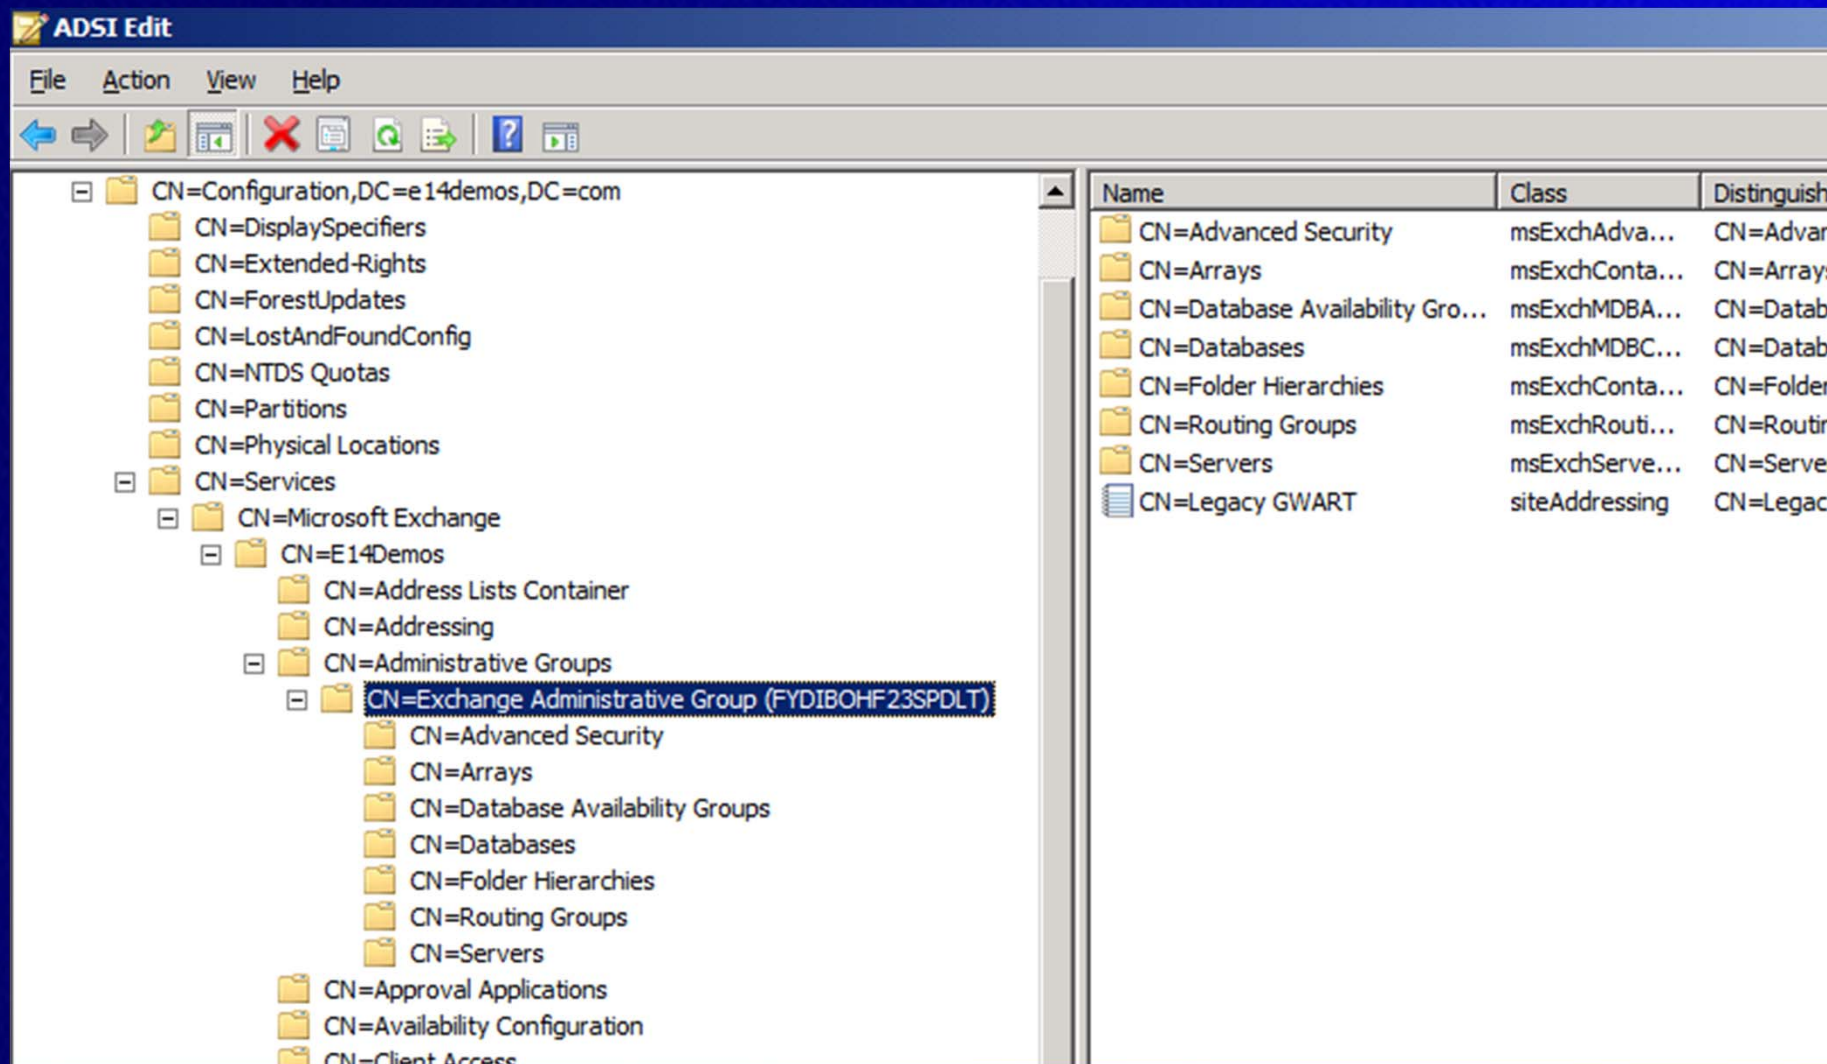 ADSI Edit
File Action View Help
CN=Configuration,DC=e14demos,DC=com
CN=DisplaySpecifiers
CN=Extended-Rights
CN=ForestUpdates
CN=LostAndFoundConfig
CN=NTDS Quotas
CN=Partitions
CN=Physical Locations
CN=Services
CN=Microsoft Exchange
CN=E14Demos
CN=Address Lists Container
CN=Addressing
CN=Administrative Groups
CN=Exchange Administrative Group (FYDIBOHF23SPDLT)
CN=Advanced Security
CN=Arrays
CN=Database Availability Groups
CN=Databases
CN=Folder Hierarchies
CN=Routing Groups
CN=Servers
CN=Approval Applications
CN=Availability Configuration
CN=Client Access
Name Class Distinguish
CN=Advanced Security msExchAdva... CN=Advan
CN=Arrays msExchConta... CN=Arrays
CN=Database Availability Gro... msExchMDBA... CN=Datab
CN=Databases msExchMDBC... CN=Datab
CN=Folder Hierarchies msExchConta... CN=Folder
CN=Routing Groups msExchRouti... CN=Routin
CN=Servers msExchServe... CN=Serve
CN=Legacy GWART siteAddressing CN=Legac